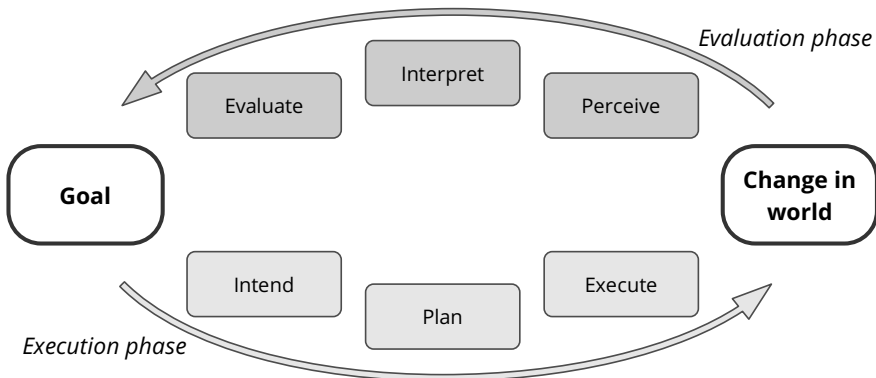 Evaluation phase
Interpret
Evaluate
Perceive
Goal
Change in
world
Intend
Execute
Plan
Execution phase